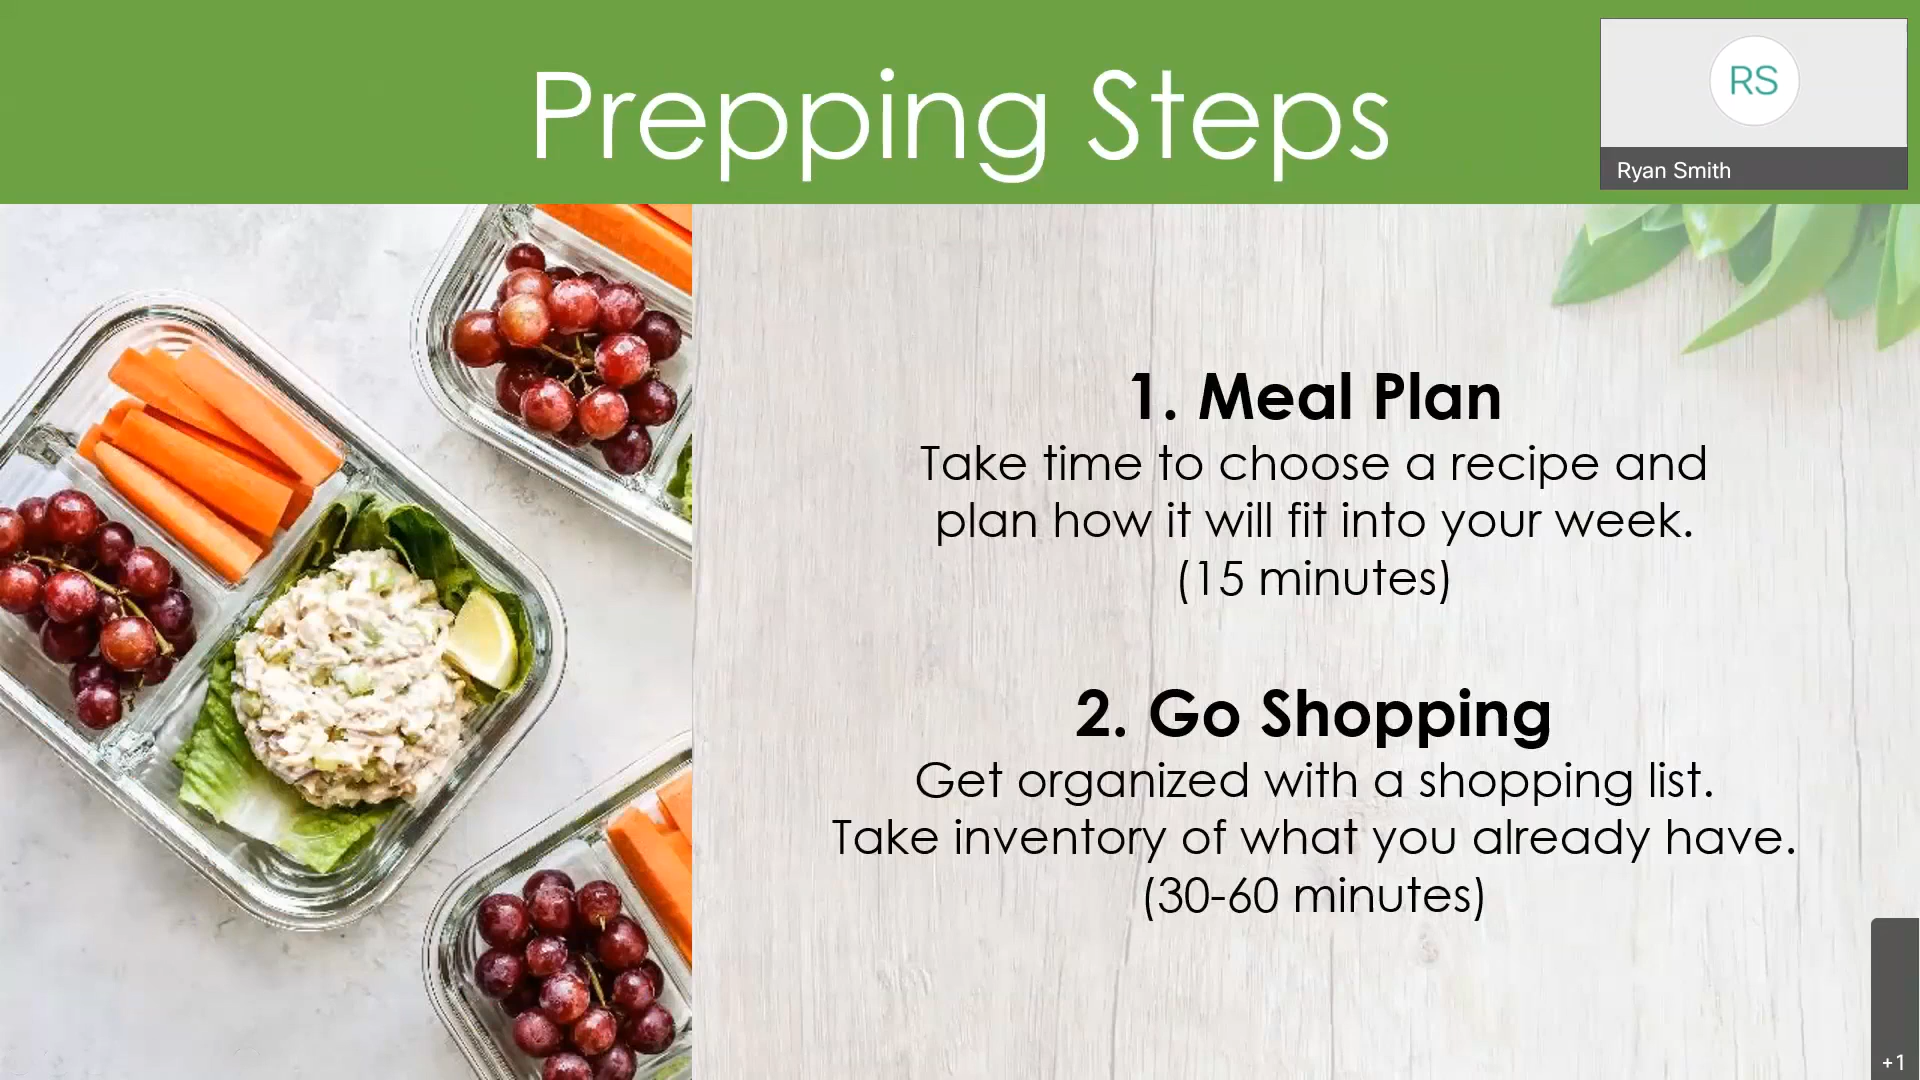 Prepping Steps
RS
Ryan Smith
1. Meal Plan
Take time to choose a recipe and
plan how it will fit into your week.
(15 minutes)
2. Go Shopping
Get organized with a shopping list.
Take inventory of what you already have.
(30-60 minutes)
+1